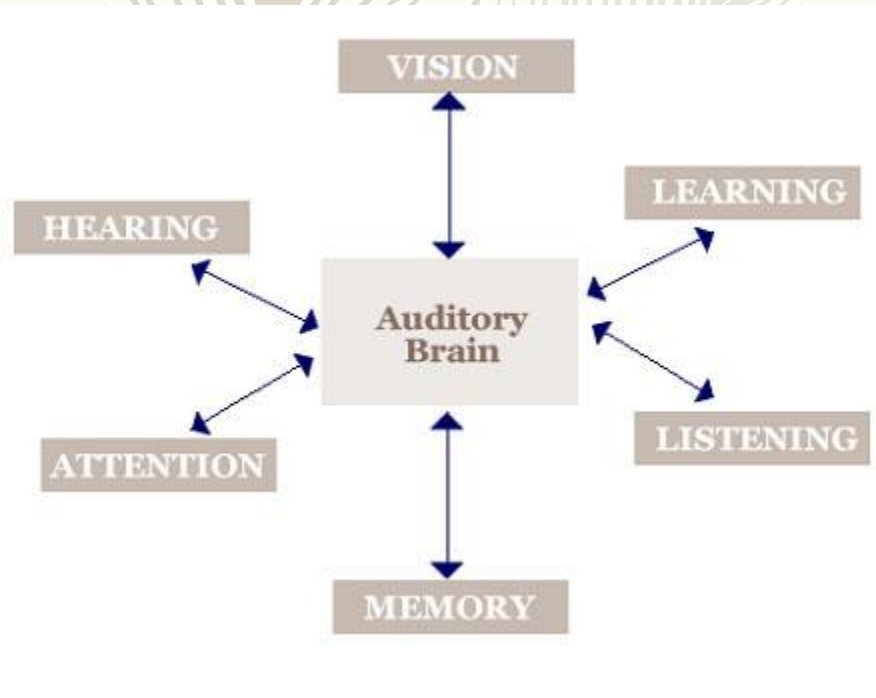 VISION
LEARNING
HEARING
Auditory
Brain
ATTENTION
LISTENING
MEMORY